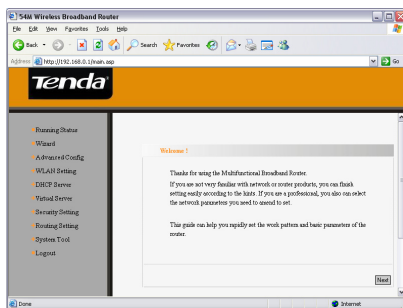 54M Wireless Broadband Router
File Edit View Favorites Tools Help
Back Search Favorites
Address http://192.168.0.1/main.asp Go
Tenda
Running Status
Wizard
Advanced Config
WLAN Setting
DHCP Server
Virtual Server
Security Setting
Routing Setting
System Tool
Logout
Welcome !
Thanks for using the Multifunctional Broadband Router.
If you are not very familiar with network or router products, you can finish
setting easily according to the hints. If you are a professional, you also can select
the network parameters you need to amend to set.
This guide can help you rapidly set the work pattern and basic parameters of the
router.
Next
Done Internet